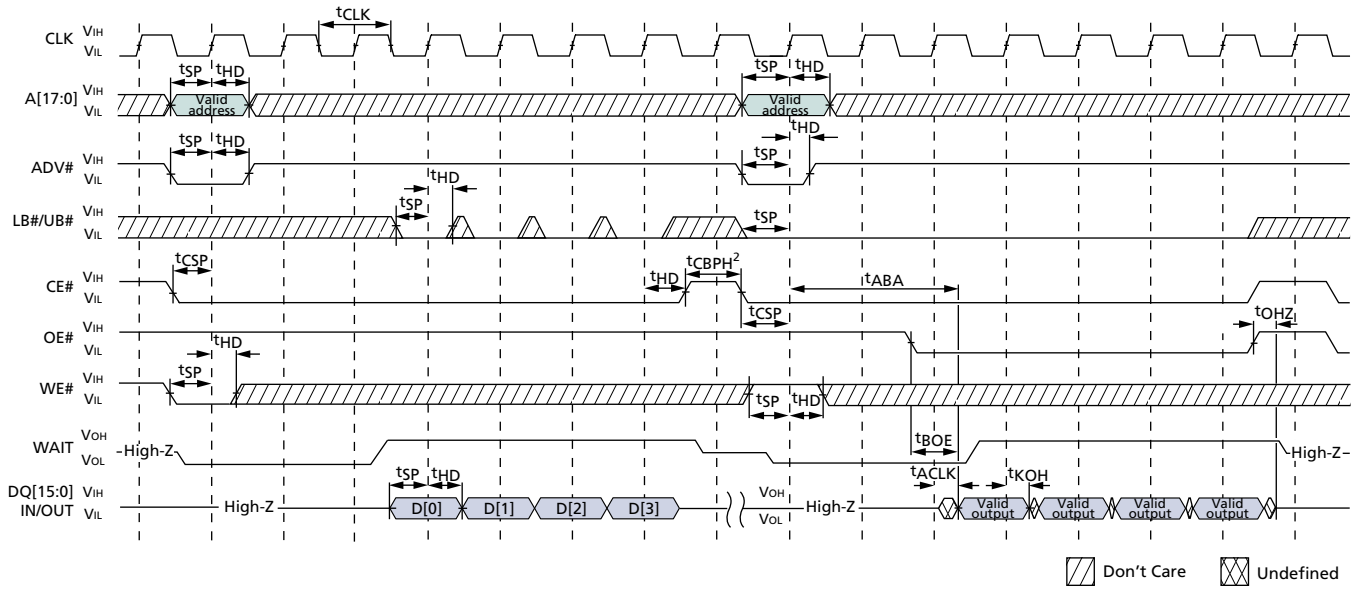 tCLK
CLK VIH
VIL
tSP tHD tSP tHD
A[17:0] VIH
VIL
Valid address Valid address
tSP tHD tSP tHD
ADV# VIH
VIL
tSP tHD tSP
LB#/UB# VIH
VIL
tCSP tHD tCBPH2 tABA
CE# VIH
VIL
tCSP tOHZ
OE# VIH
VIL
tHD
tSP tSP tHD
WE# VIH
VIL
tBOE
WAIT VOH
VOL
High-Z High-Z
tSP tHD tACLK tKOH
DQ[15:0] VIH
IN/OUT VIL
High-Z D[0] D[1] D[2] D[3] VOH
VOL
High-Z Valid output Valid output Valid output Valid output
Don't Care Undefined